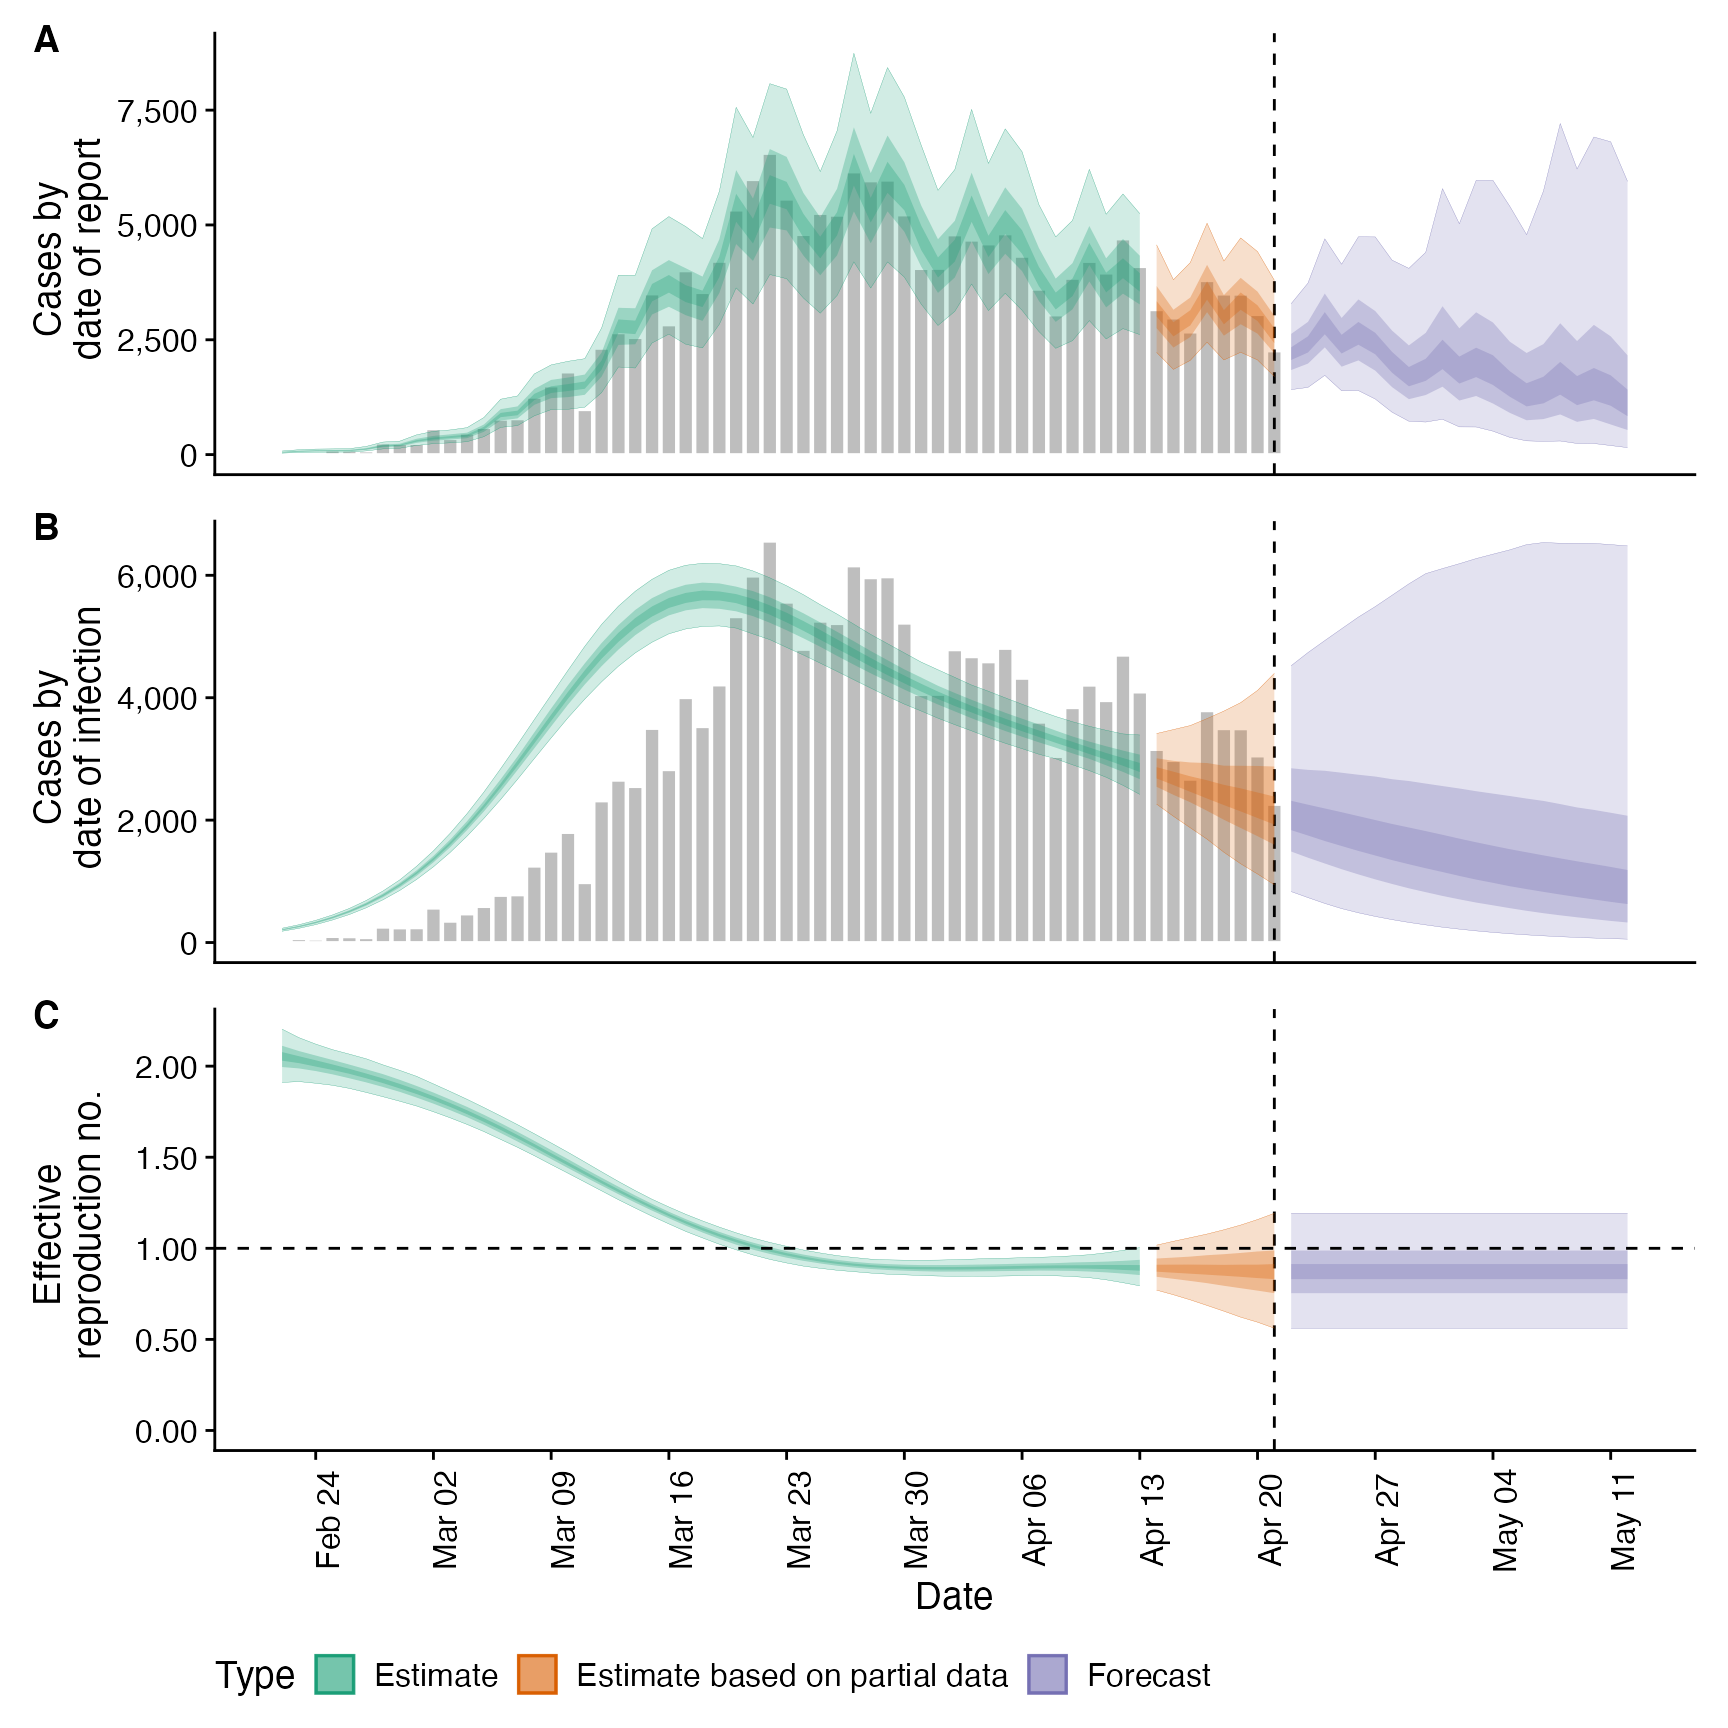 A
Cases by
date of report
7,500
5,000
2,500
0
B
Cases by
date of infection
6,000
4,000
2,000
0
C
Effective
reproduction no.
2.00
1.50
1.00
0.50
0.00
Feb 24
Mar 02
Mar 09
Mar 16
Mar 23
Mar 30
Apr 06
Apr 13
Apr 20
Apr 27
May 04
May 11
Date
Type Estimate Estimate based on partial data Forecast